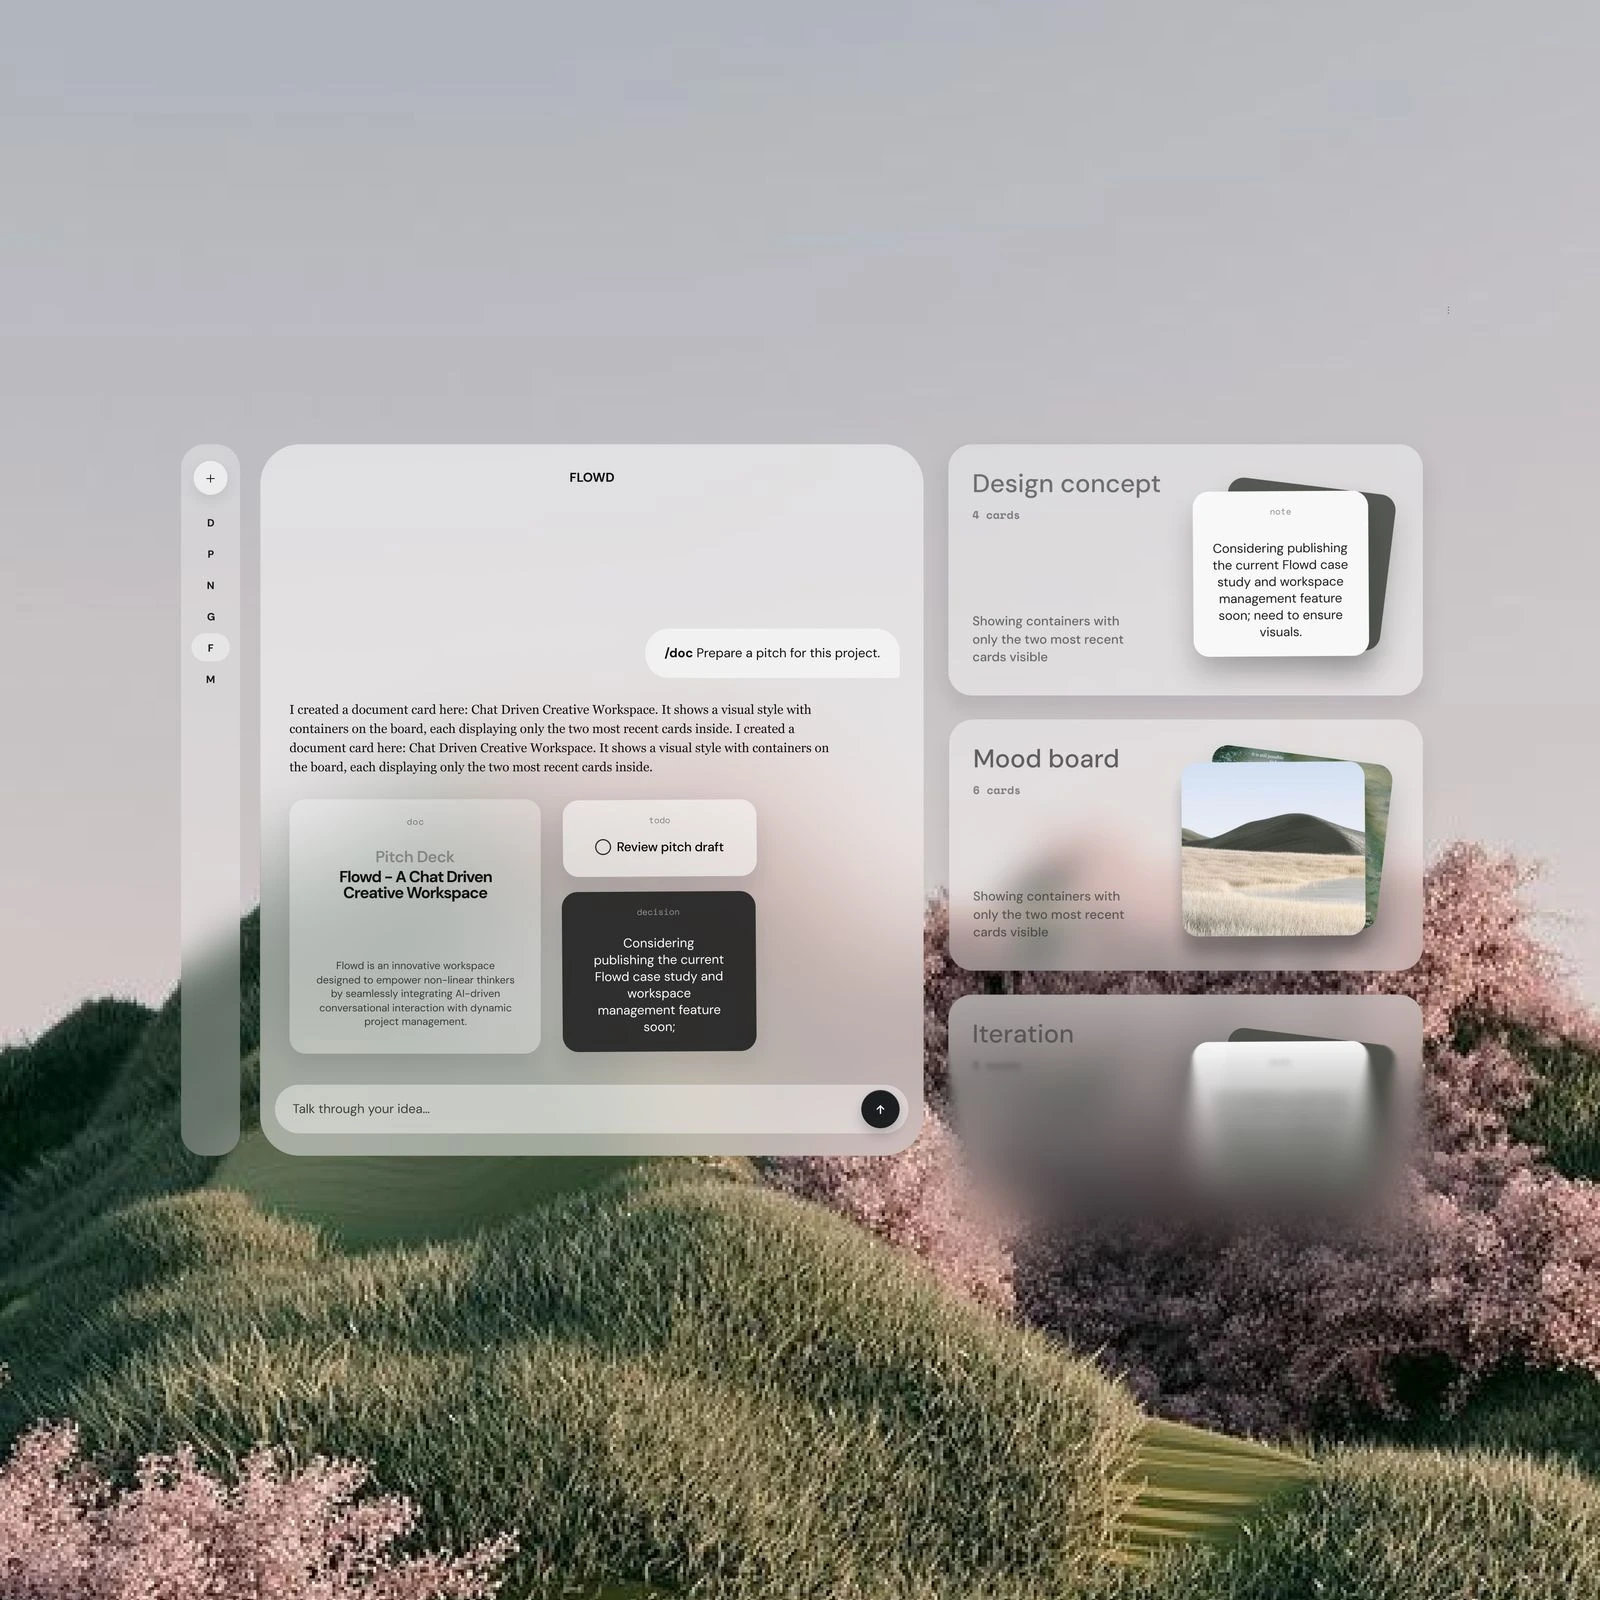 +
D
P
N
G
F
M
FLOWD
/doc Prepare a pitch for this project.
I created a document card here: Chat Driven Creative Workspace. It shows a visual style with
containers on the board, each displaying only the two most recent cards inside. I created a
document card here: Chat Driven Creative Workspace. It shows a visual style with containers on
the board, each displaying only the two most recent cards inside.
doc
Pitch Deck
Flowd – A Chat Driven
Creative Workspace
Flowd is an innovative workspace
designed to empower non-linear thinkers
by seamlessly integrating AI-driven
conversational interaction with dynamic
project management.
todo
Review pitch draft
decision
Considering
publishing the current
Flowd case study and
workspace
management feature
soon;
Talk through your idea...
Design concept
4 cards
Showing containers with
only the two most recent
cards visible
note
Considering publishing
the current Flowd case
study and workspace
management feature
soon; need to ensure
visuals.
Mood board
6 cards
Showing containers with
only the two most recent
cards visible
Iteration